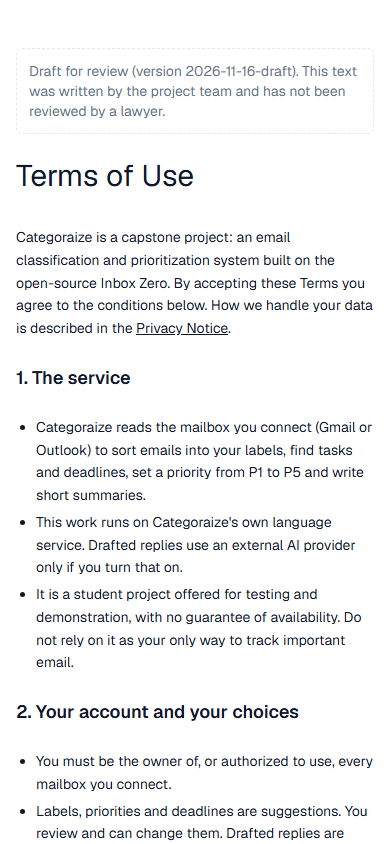 Draft for review (version 2026-11-16-draft). This text
was written by the project team and has not been
reviewed by a lawyer.
Terms of Use
Categoraize is a capstone project: an email
classification and prioritization system built on the
open-source Inbox Zero. By accepting these Terms you
agree to the conditions below. How we handle your data
is described in the Privacy Notice.
1. The service
• Categoraize reads the mailbox you connect (Gmail or
Outlook) to sort emails into your labels, find tasks
and deadlines, set a priority from P1 to P5 and write
short summaries.
• This work runs on Categoraize's own language
service. Drafted replies use an external AI provider
only if you turn that on.
• It is a student project offered for testing and
demonstration, with no guarantee of availability. Do
not rely on it as your only way to track important
email.
2. Your account and your choices
• You must be the owner of, or authorized to use, every
mailbox you connect.
• Labels, priorities and deadlines are suggestions. You
review and can change them. Drafted replies are